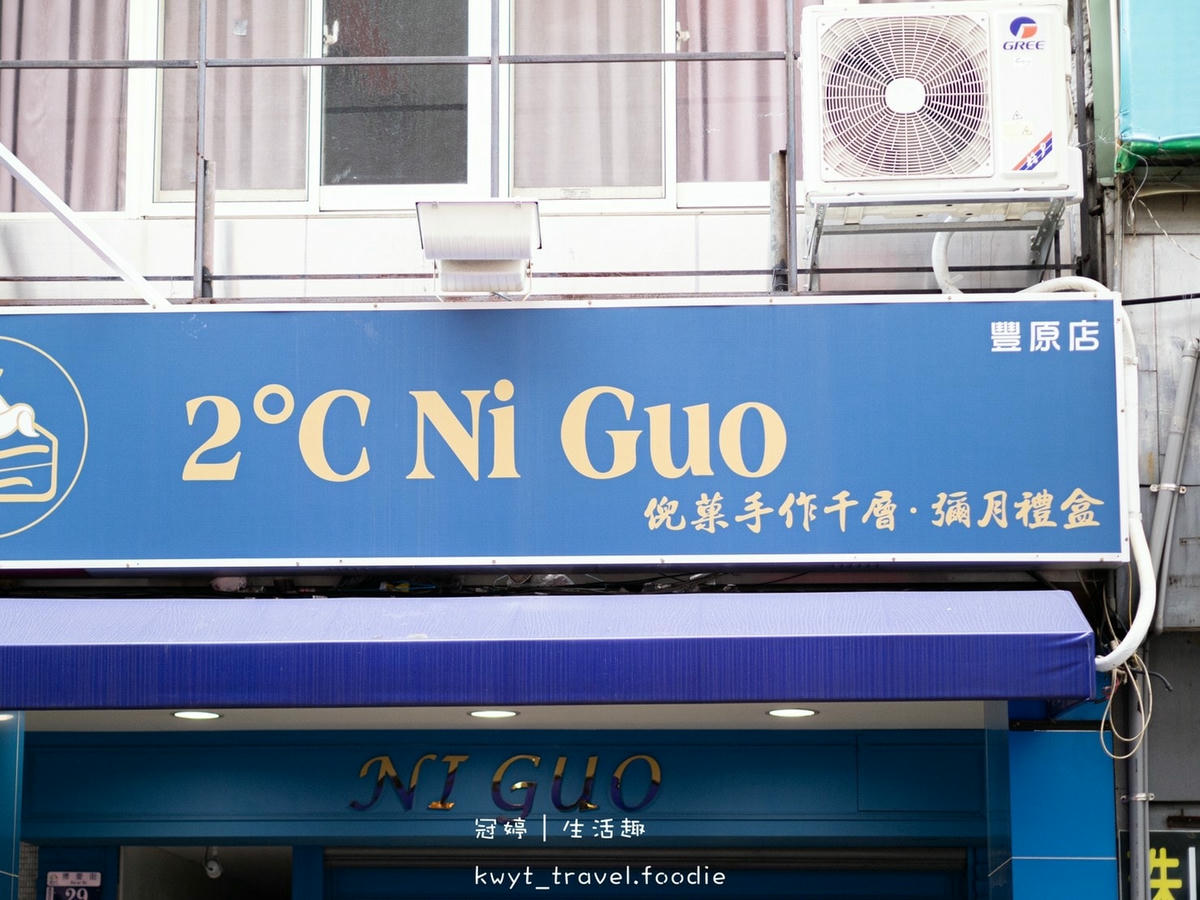 GREE
豐原店
2°C Ni Guo
倪菓手作千層·彌月禮盒
NI GUO
冠婷 | 生活趣
kwyt_travel.foodie
29